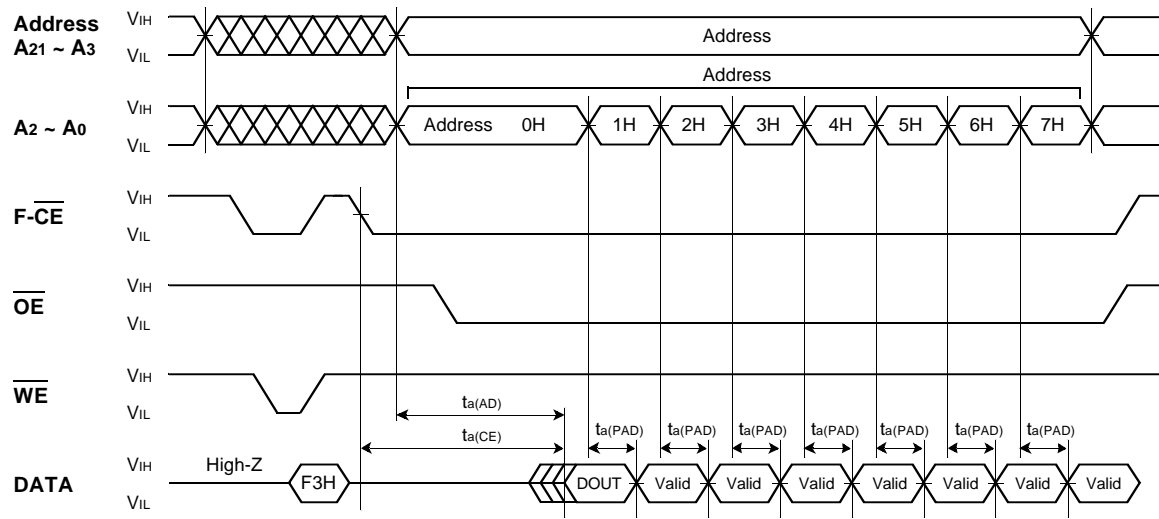 Address
A21 ~ A3
VIH
VIL
Address
Address
A2 ~ A0
VIH
VIL
Address 0H 1H 2H 3H 4H 5H 6H 7H
F-CE
VIH
VIL
OE
VIH
VIL
WE
VIH
VIL
ta(AD)
ta(CE)
ta(PAD) ta(PAD) ta(PAD) ta(PAD) ta(PAD) ta(PAD) ta(PAD)
DATA
VIH
VIL
High-Z
F3H
DOUT Valid Valid Valid Valid Valid Valid Valid